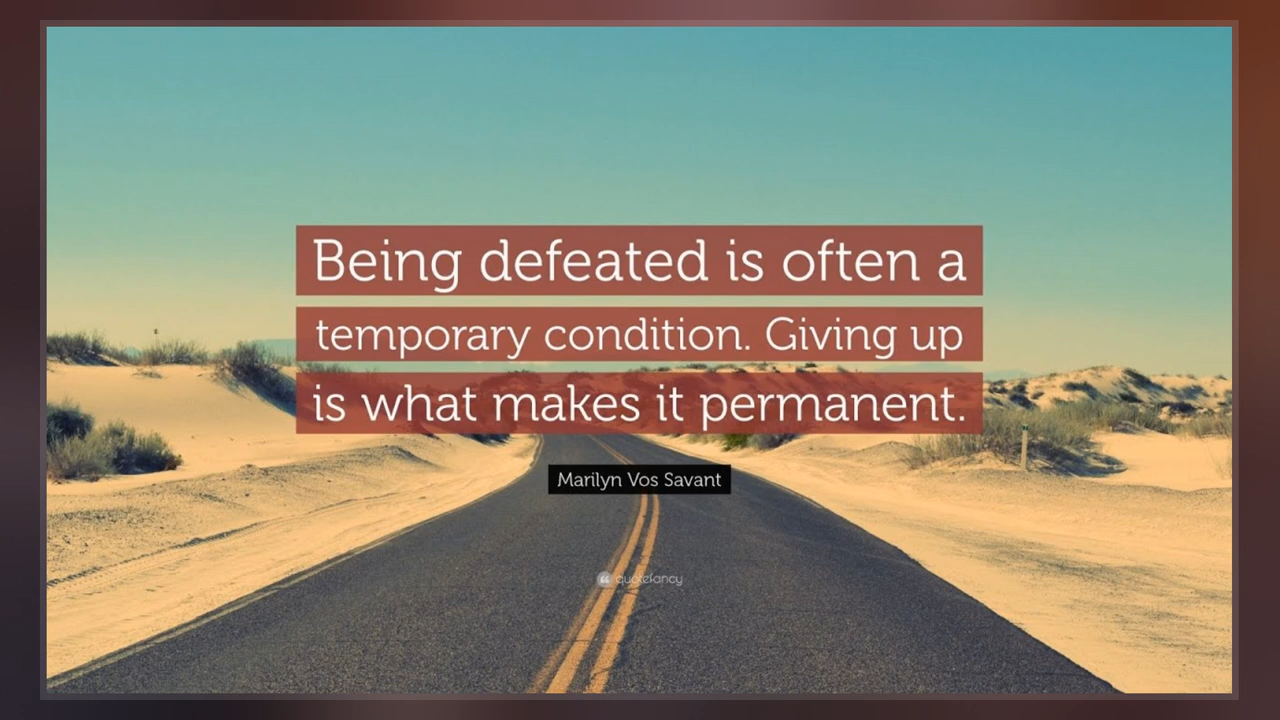 Being defeated is often a
temporary condition. Giving up
is what makes it permanent.
Marilyn Vos Savant
quotefancy